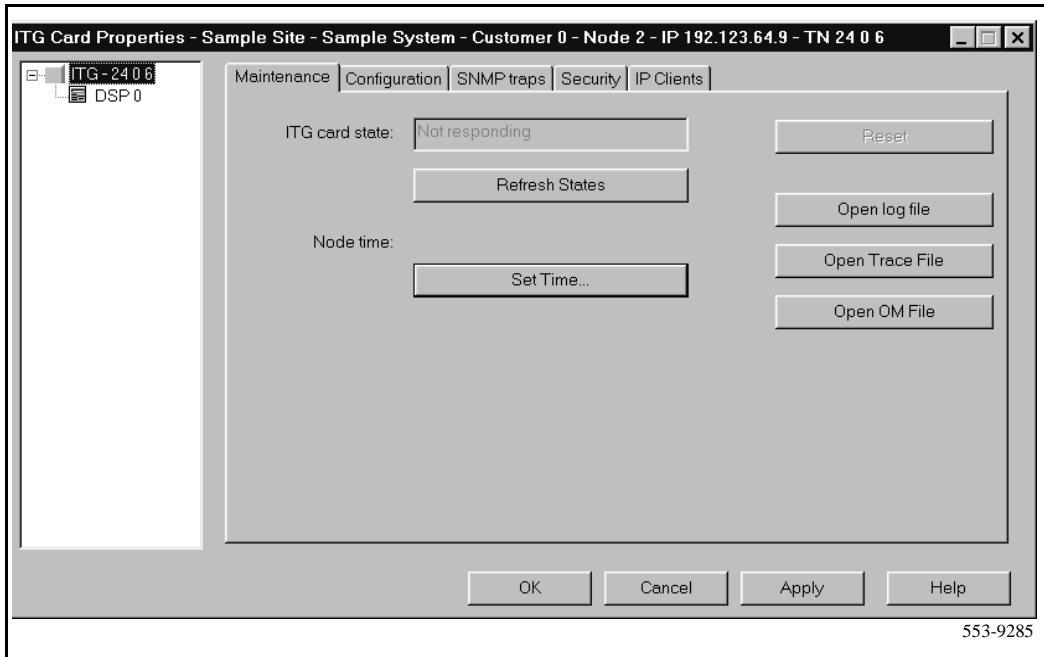 ITG Card Properties - Sample Site - Sample System - Customer 0 - Node 2 - IP 192.123.64.9 - TN 24 0 6
ITG - 24 0 6
DSP 0
Maintenance
Configuration
SNMP traps
Security
IP Clients
ITG card state:
Not responding
Reset
Refresh States
Open log file
Node time:
Open Trace File
Set Time...
Open OM File
OK
Cancel
Apply
Help
553-9285